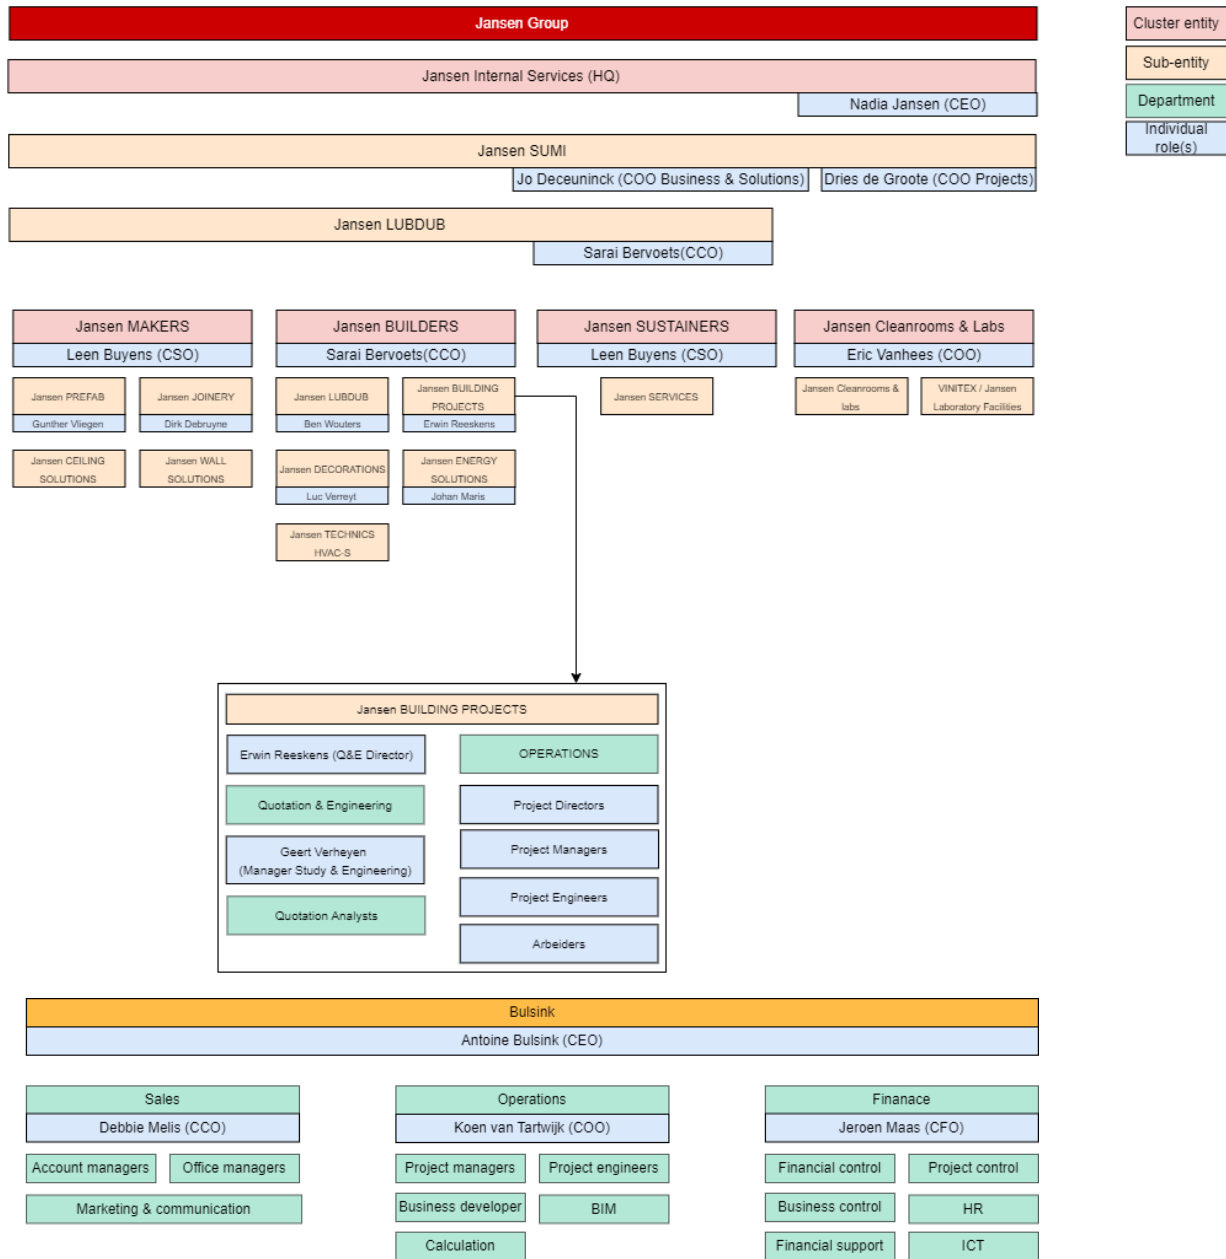 Jansen Group
Cluster entity
Jansen Internal Services (HQ)
Sub-entity
Nadia Jansen (CEO)
Department
Individual
role(s)
Jansen SUMI
Jo Deceuninck (COO Business & Solutions)
Dries de Groote (COO Projects)
Jansen LUBDUB
Sarai Bervoets(CCO)
Jansen MAKERS
Leen Buyens (CSO)
Jansen BUILDERS
Sarai Bervoets(CCO)
Jansen SUSTAINERS
Leen Buyens (CSO)
Jansen Cleanrooms & Labs
Eric Vanhees (COO)
Jansen PREFAB
Gunther Vliegen
Jansen JOINERY
Dirk Debruyne
Jansen LUBDUB
Ben Wouters
Jansen BUILDING
PROJECTS
Erwin Reeskens
Jansen SERVICES
Jansen Cleanrooms &
labs
VINITEX / Jansen
Laboratory Facilities
Jansen CEILING
SOLUTIONS
Jansen WALL
SOLUTIONS
Jansen DECORATIONS
Luc Verreyt
Jansen ENERGY
SOLUTIONS
Johan Maris
Jansen TECHNICS
HVAC-S
Jansen BUILDING PROJECTS
Erwin Reeskens (Q&E Director)
Quotation & Engineering
Geert Verheyen
(Manager Study & Engineering)
Quotation Analysts
OPERATIONS
Project Directors
Project Managers
Project Engineers
Arbeiders
Bulsink
Antoine Bulsink (CEO)
Sales
Debbie Melis (CCO)
Account managers
Office managers
Marketing & communication
Operations
Koen van Tartwijk (COO)
Project managers
Project engineers
Business developer
BIM
Calculation
Finanace
Jeroen Maas (CFO)
Financial control
Project control
Business control
HR
Financial support
ICT